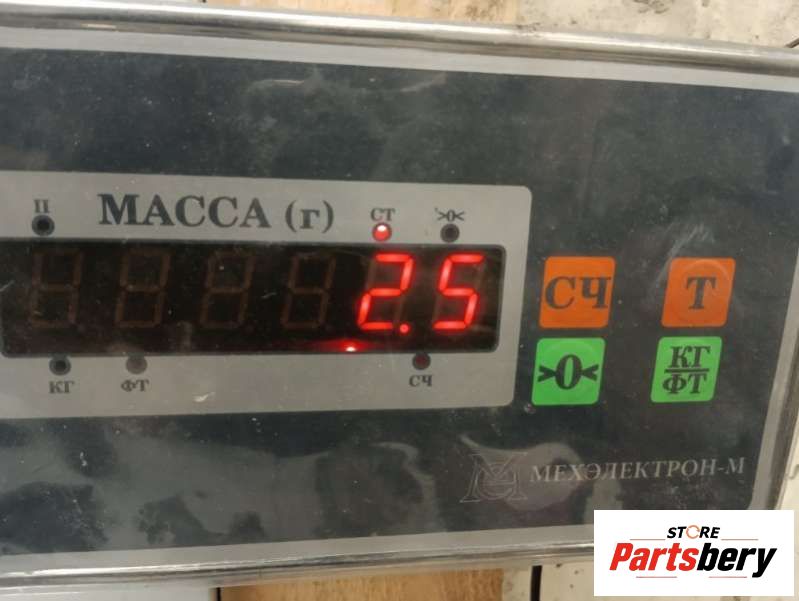 П МАССА (г) СТ >0<
2.5
КГ ФТ СЧ
СЧ Т
>0< КГ/ФТ
МЕХЭЛЕКТРОН-М
STORE
Partsbery